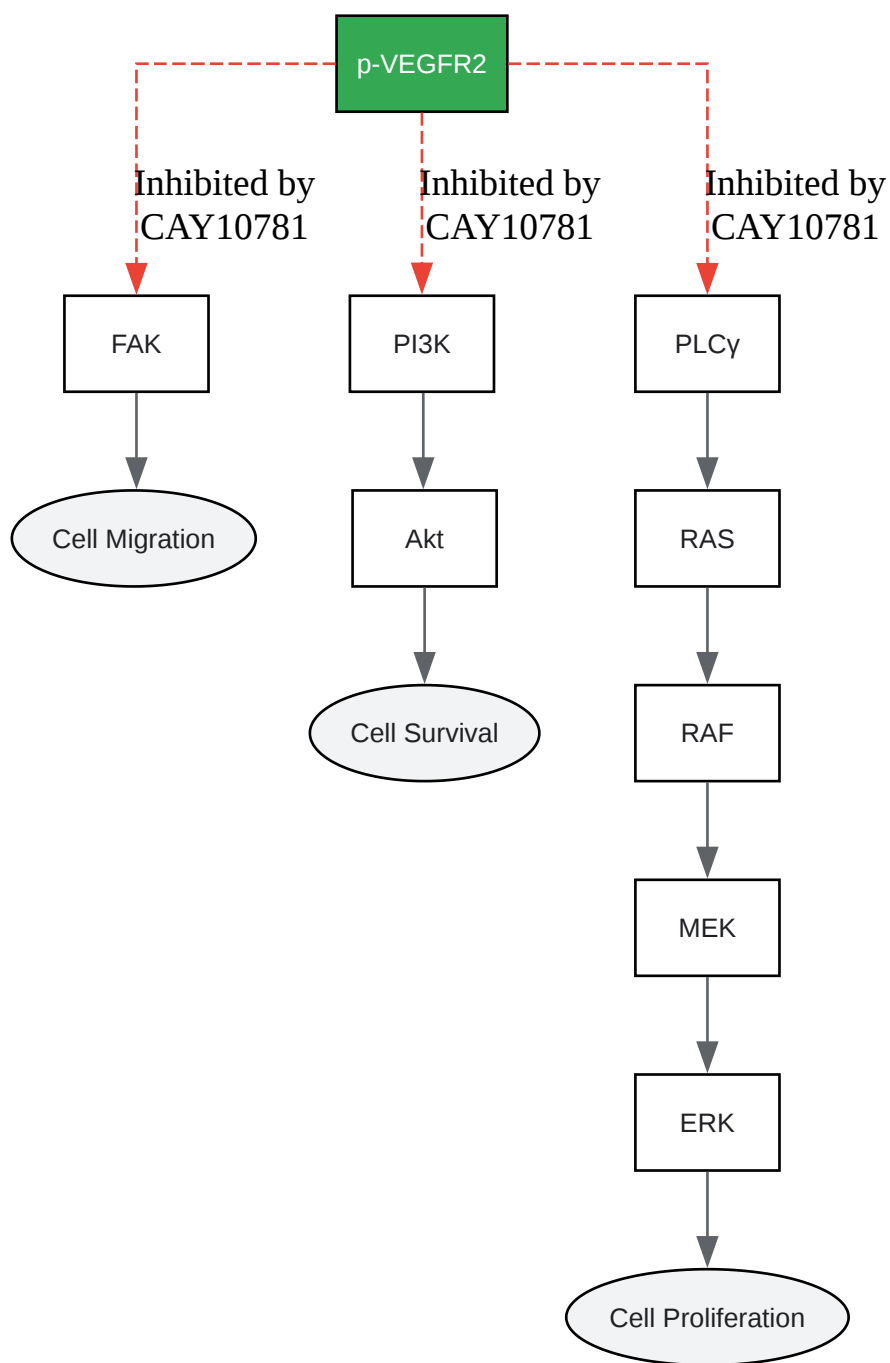 p-VEGFR2
Inhibited by
CAY10781
Inhibited by
CAY10781
Inhibited by
CAY10781
FAK
PI3K
PLCγ
Cell Migration
Akt
RAS
Cell Survival
RAF
MEK
ERK
Cell Proliferation